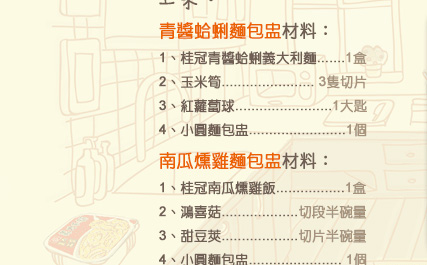 青醬蛤蜊麵包盅材料：
1、桂冠青醬蛤蜊義大利麵.......1盒
2、玉米筍....................... 3隻切片
3、紅蘿蔔球........................1大匙
4、小圓麵包盅........................1個
南瓜燻雞麵包盅材料：
1、桂冠南瓜燻雞飯.................1盒
2、鴻喜菇...................切段半碗量
3、甜豆莢...................切片半碗量
4、小圓麵包盅....................... 1個